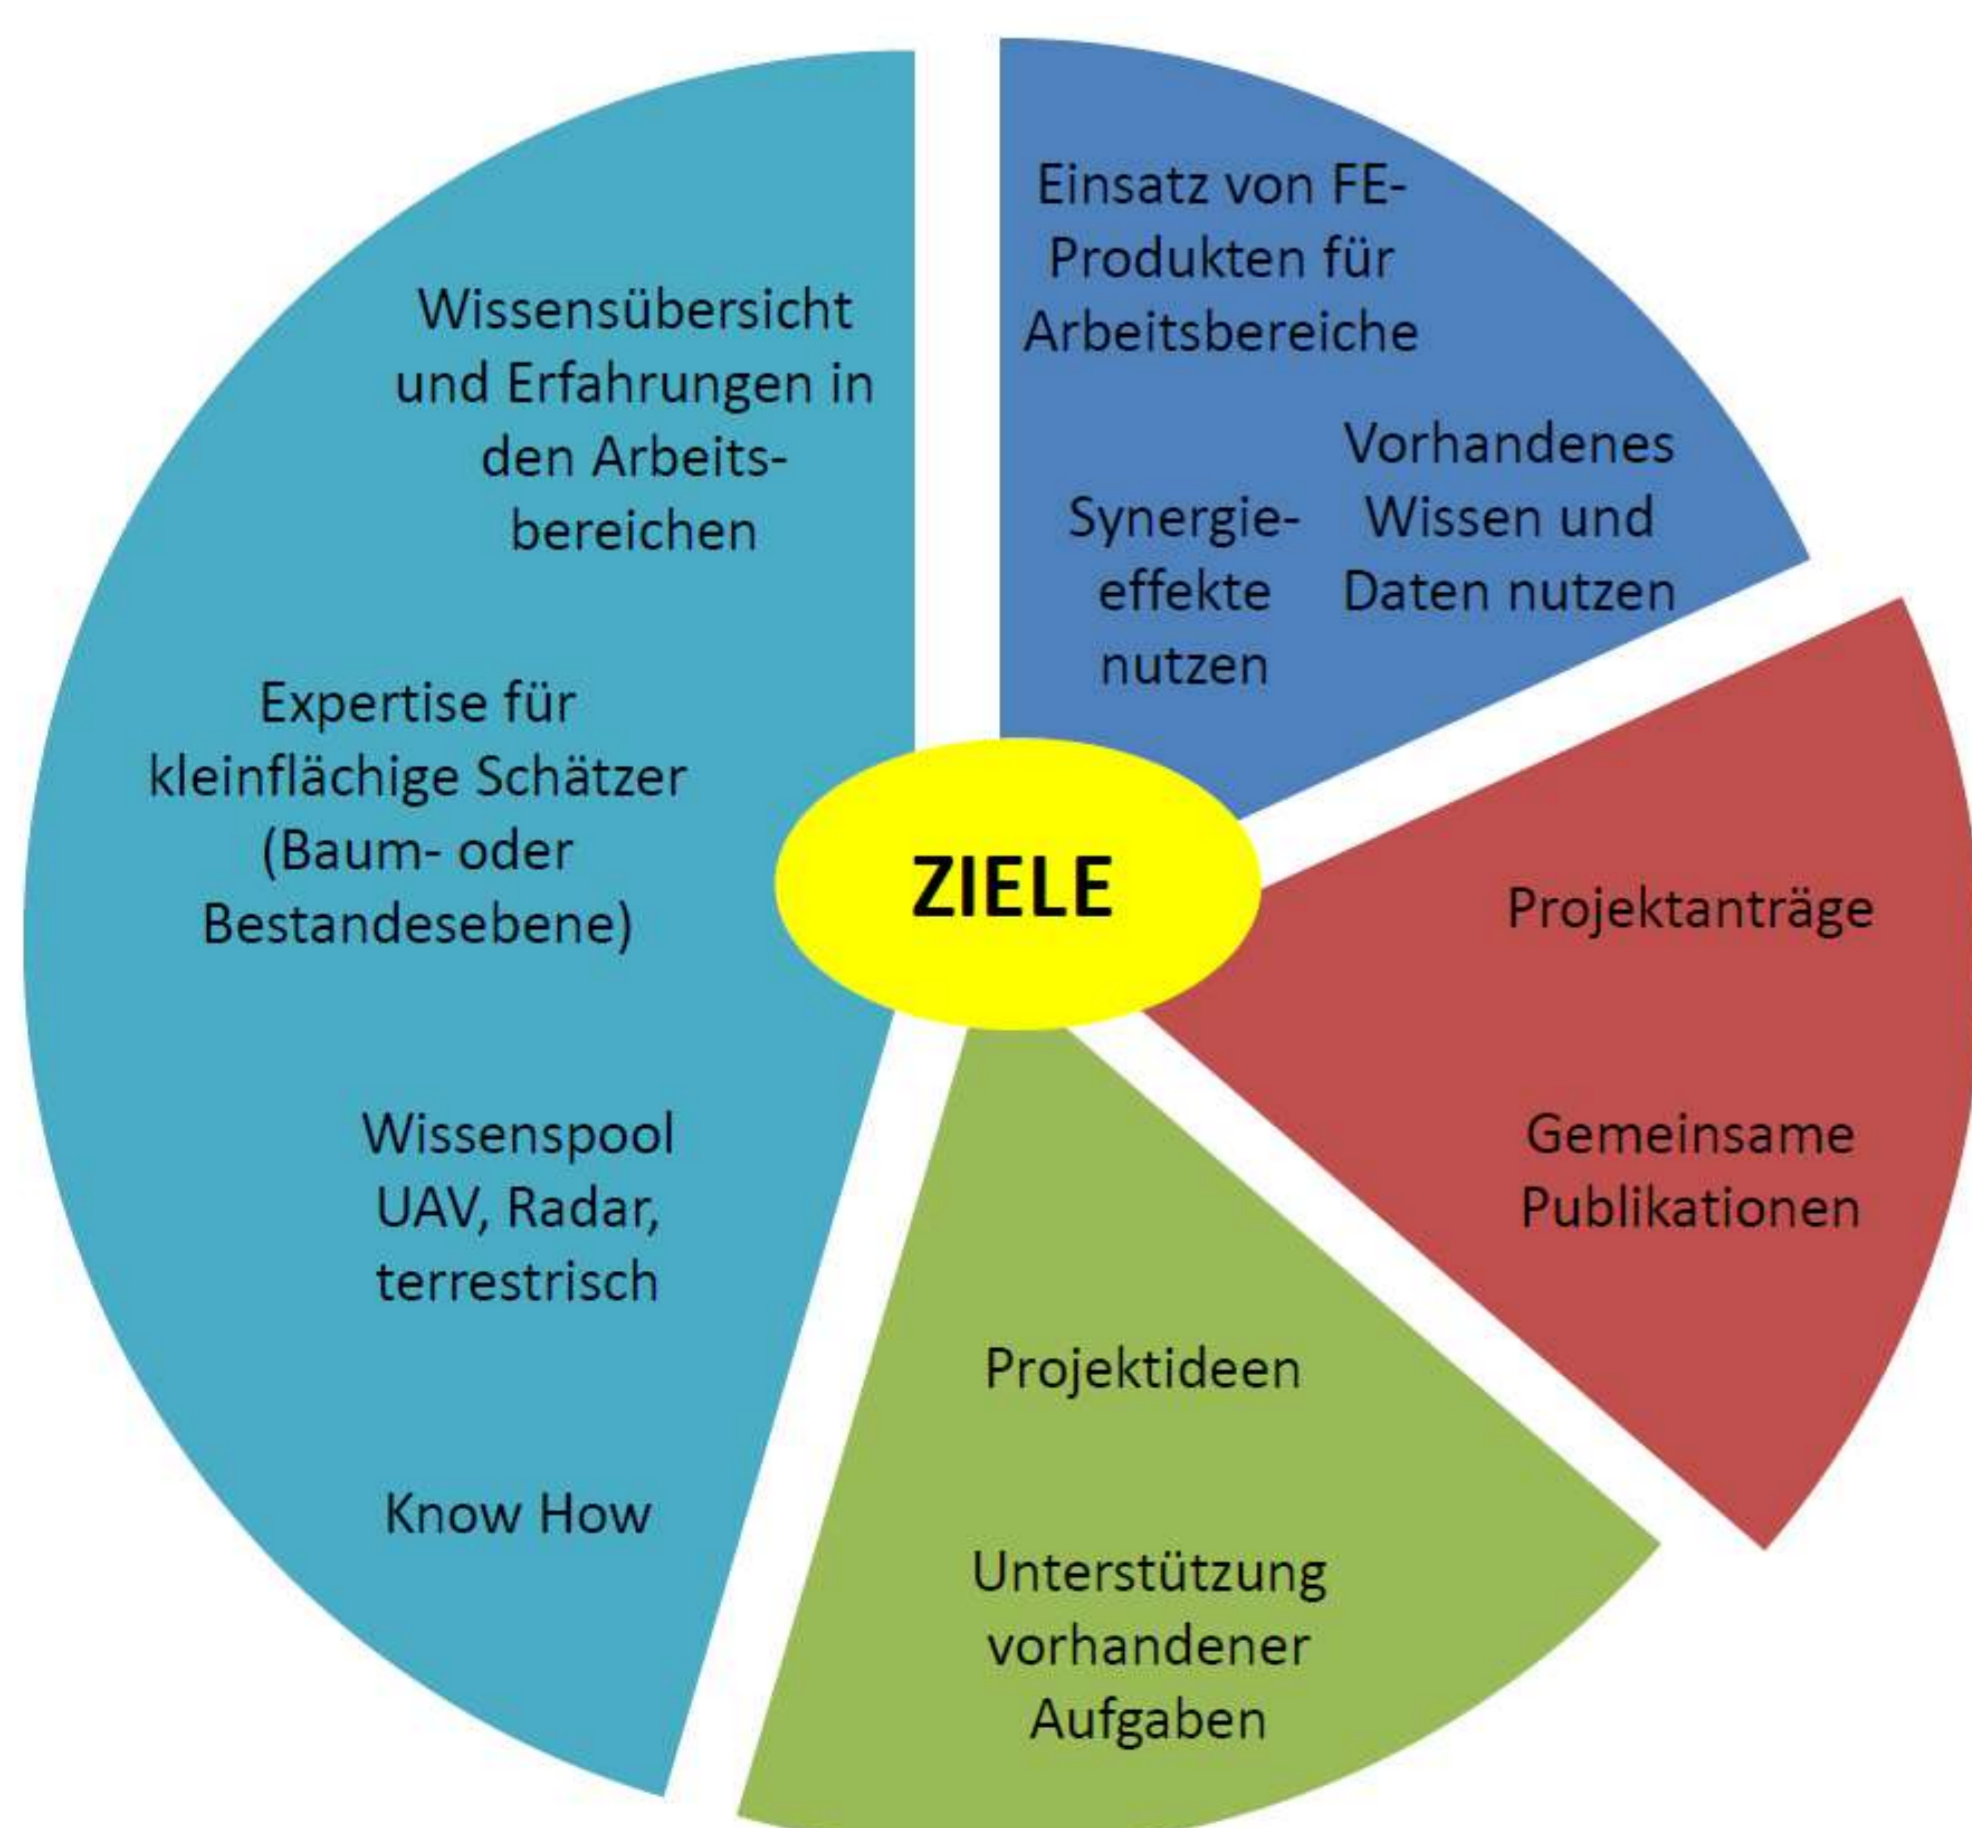 Wissensübersicht
und Erfahrungen in
den Arbeits-
bereichen
Expertise für
kleinflächige Schätzer
(Baum- oder
Bestandesebene)
Wissenspool
UAV, Radar,
terrestrisch
Know How
Einsatz von FE-
Produkten für
Arbeitsbereiche
Synergie-
effekte
nutzen
Vorhandenes
Wissen und
Daten nutzen
ZIELE
Projektanträge
Gemeinsame
Publikationen
Projektideen
Unterstützung
vorhandener
Aufgaben